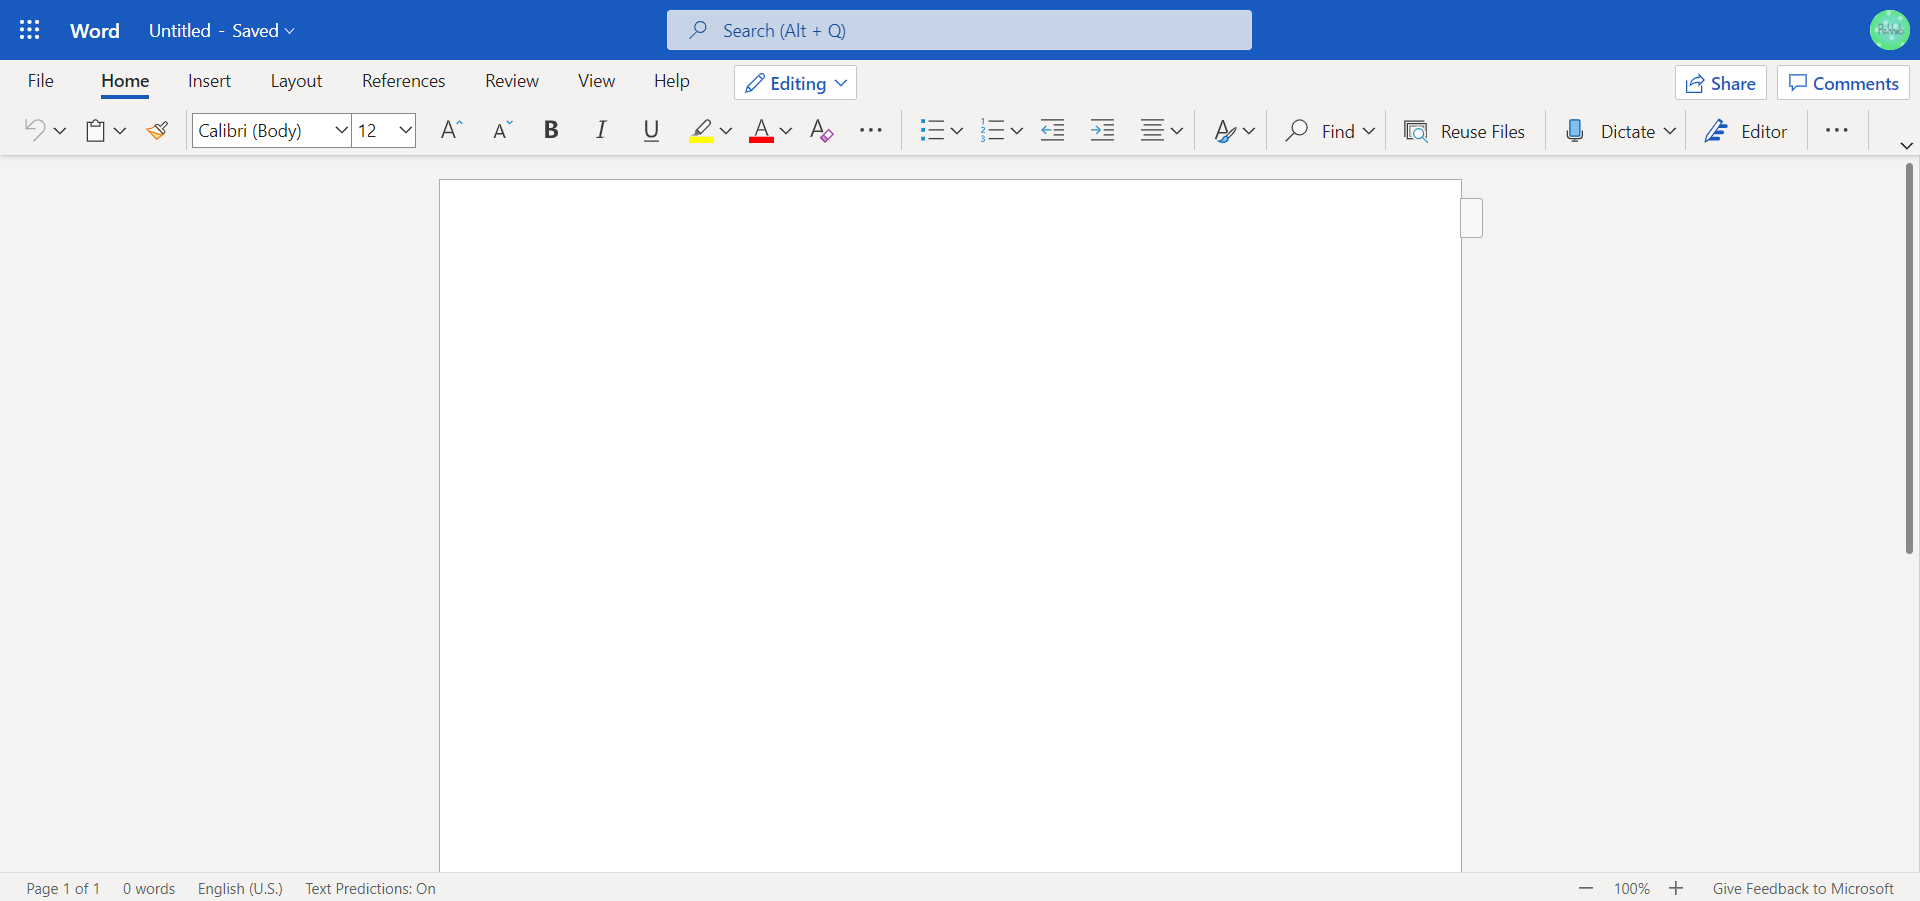 Word Untitled - Saved Search (Alt + Q)
File Home Insert Layout References Review View Help Editing Share Comments
Calibri (Body) 12 Find Reuse Files Dictate Editor
Page 1 of 1 0 words English (U.S.) Text Predictions: On 100% Give Feedback to Microsoft